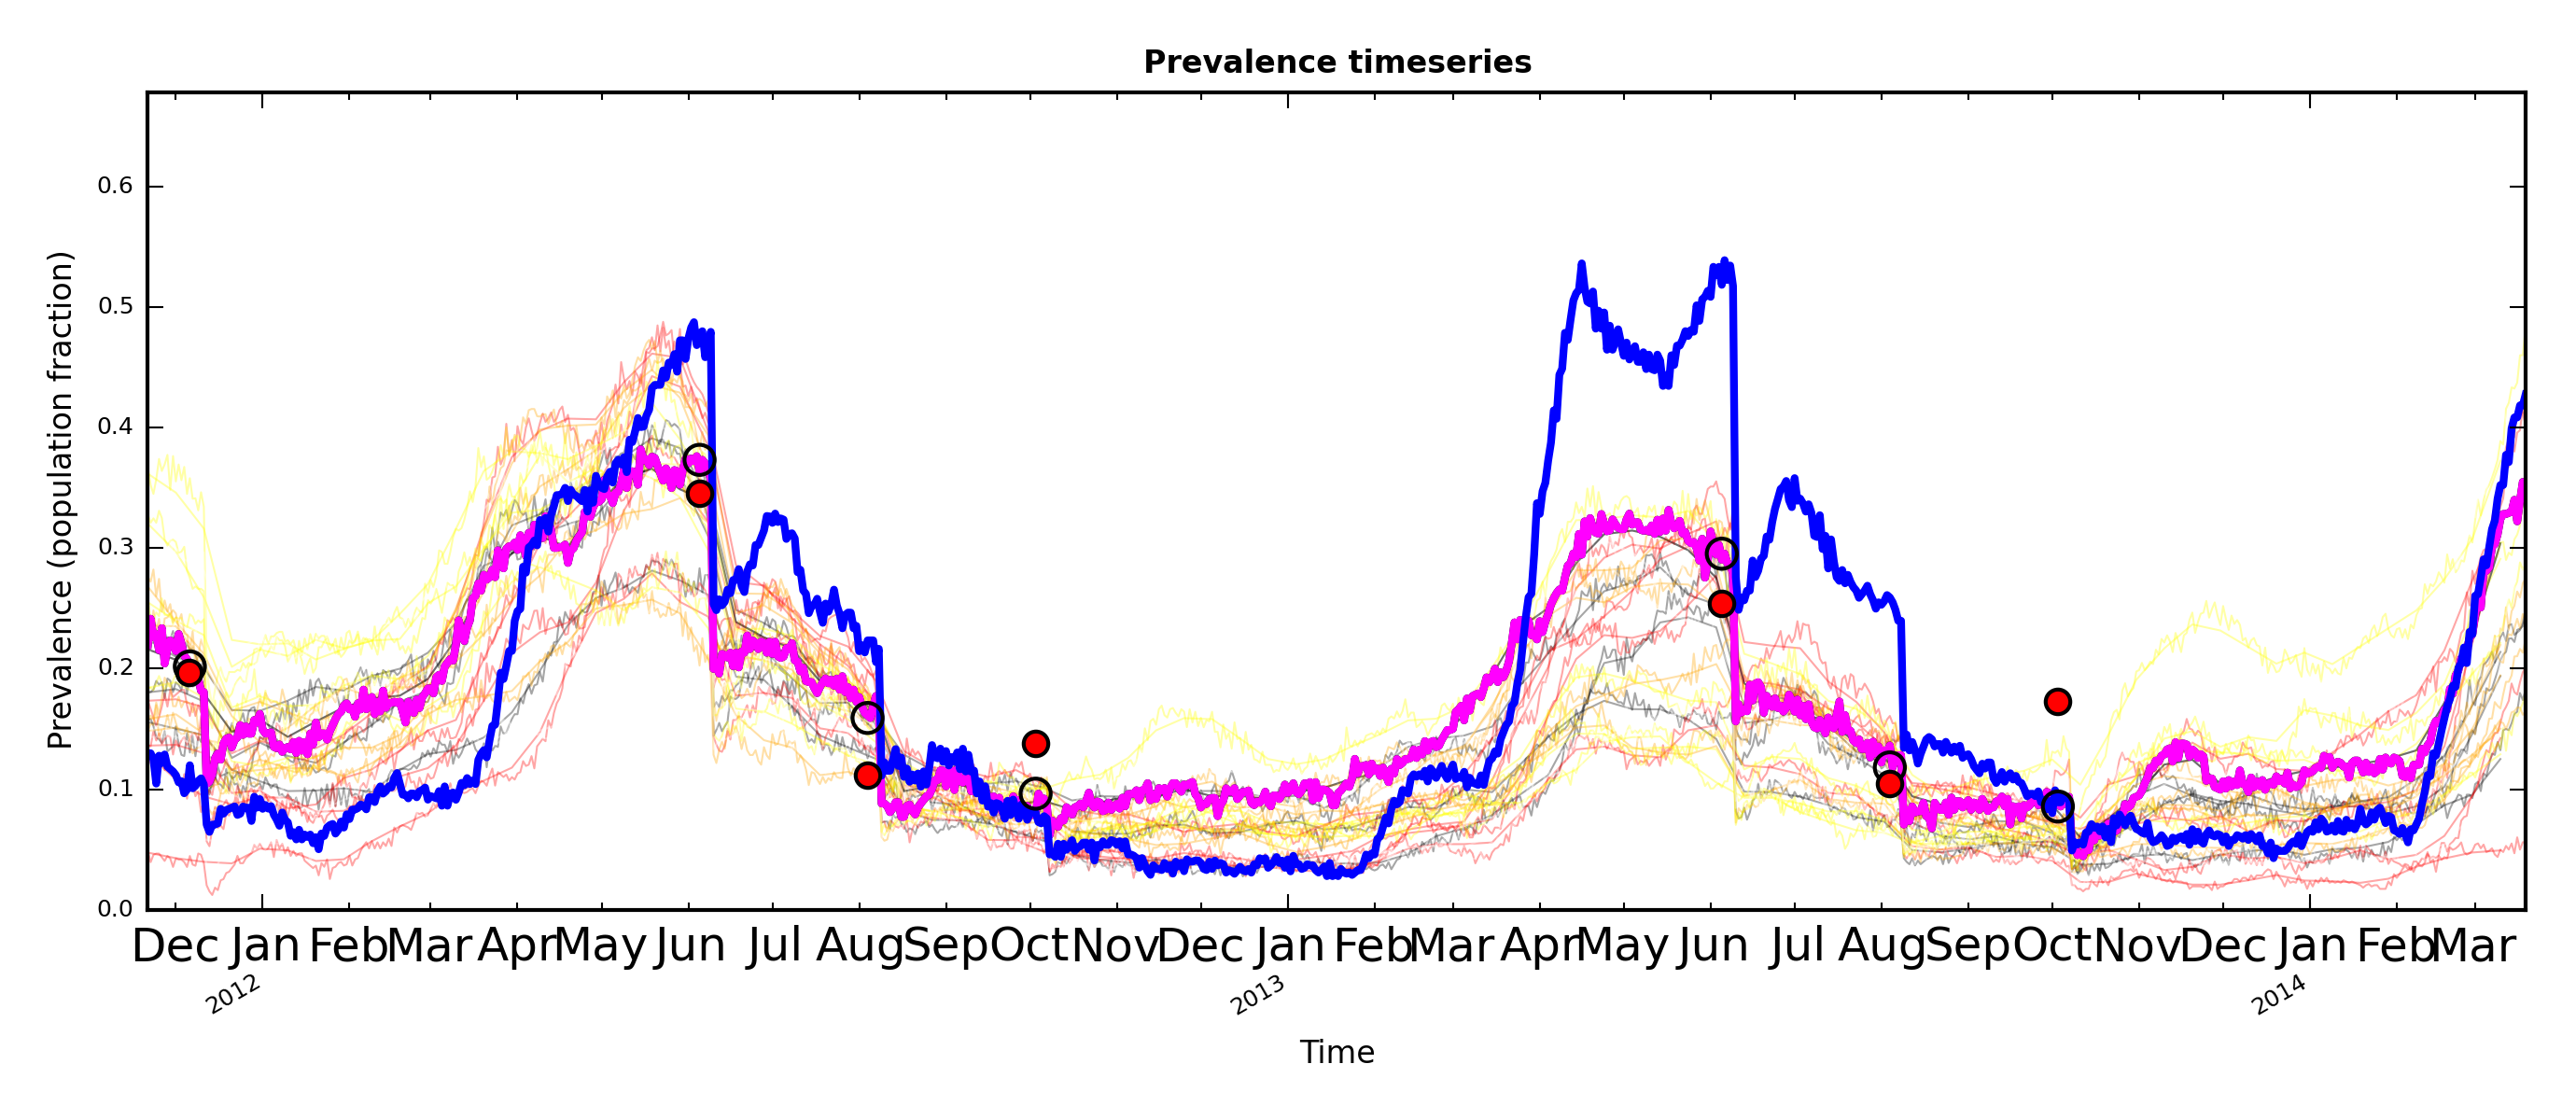 Prevalence timeseries
Prevalence (population fraction)
0.6
0.5
0.4
0.3
0.2
0.1
0.0
Dec Jan Feb Mar Apr May Jun Jul Aug Sep Oct Nov Dec Jan Feb Mar Apr May Jun Jul Aug Sep Oct Nov Dec Jan Feb Mar
2012 2013 2014
Time